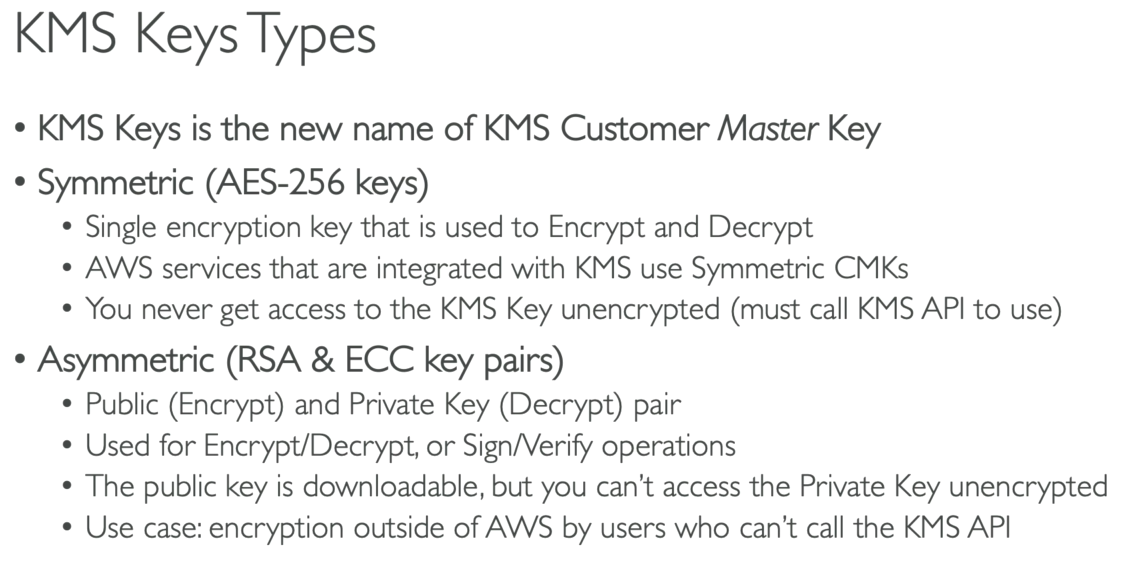 KMS Keys Types
• KMS Keys is the new name of KMS Customer Master Key
• Symmetric (AES-256 keys)
• Single encryption key that is used to Encrypt and Decrypt
• AWS services that are integrated with KMS use Symmetric CMKs
• You never get access to the KMS Key unencrypted (must call KMS API to use)
• Asymmetric (RSA & ECC key pairs)
• Public (Encrypt) and Private Key (Decrypt) pair
• Used for Encrypt/Decrypt, or Sign/Verify operations
• The public key is downloadable, but you can’t access the Private Key unencrypted
• Use case: encryption outside of AWS by users who can’t call the KMS API